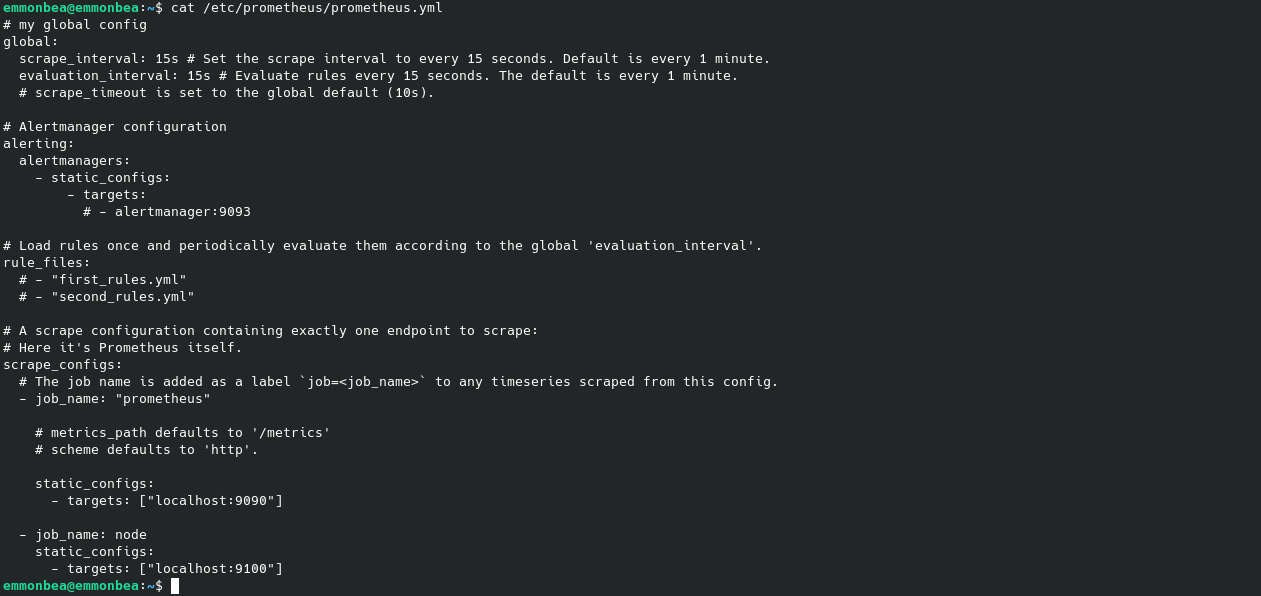 emmonbea@emmonbea:~$ cat /etc/prometheus/prometheus.yml
# my global config
global:
  scrape_interval: 15s # Set the scrape interval to every 15 seconds. Default is every 1 minute.
  evaluation_interval: 15s # Evaluate rules every 15 seconds. The default is every 1 minute.
  # scrape_timeout is set to the global default (10s).

# Alertmanager configuration
alerting:
  alertmanagers:
    - static_configs:
        - targets:
          # - alertmanager:9093

# Load rules once and periodically evaluate them according to the global 'evaluation_interval'.
rule_files:
  # - "first_rules.yml"
  # - "second_rules.yml"

# A scrape configuration containing exactly one endpoint to scrape:
# Here it's Prometheus itself.
scrape_configs:
  # The job name is added as a label `job=<job_name>` to any timeseries scraped from this config.
  - job_name: "prometheus"

    # metrics_path defaults to '/metrics'
    # scheme defaults to 'http'.

    static_configs:
      - targets: ["localhost:9090"]

  - job_name: node
    static_configs:
      - targets: ["localhost:9100"]
emmonbea@emmonbea:~$